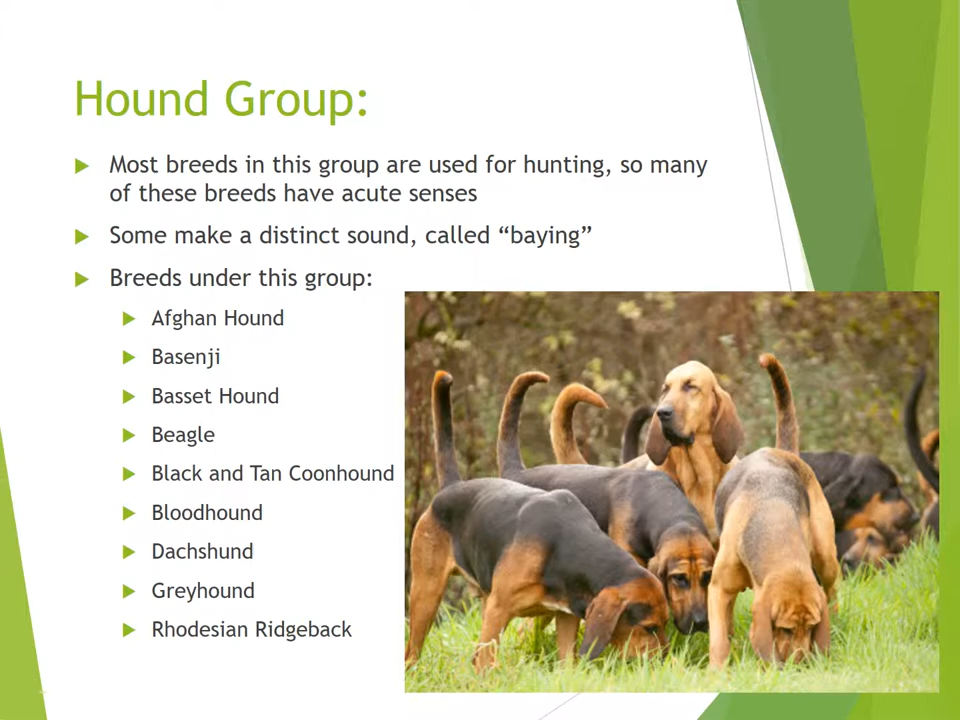 Hound Group:
Most breeds in this group are used for hunting, so many
of these breeds have acute senses
Some make a distinct sound, called “baying”
Breeds under this group:
Afghan Hound
Basenji
Basset Hound
Beagle
Black and Tan Coonhound
Bloodhound
Dachshund
Greyhound
Rhodesian Ridgeback